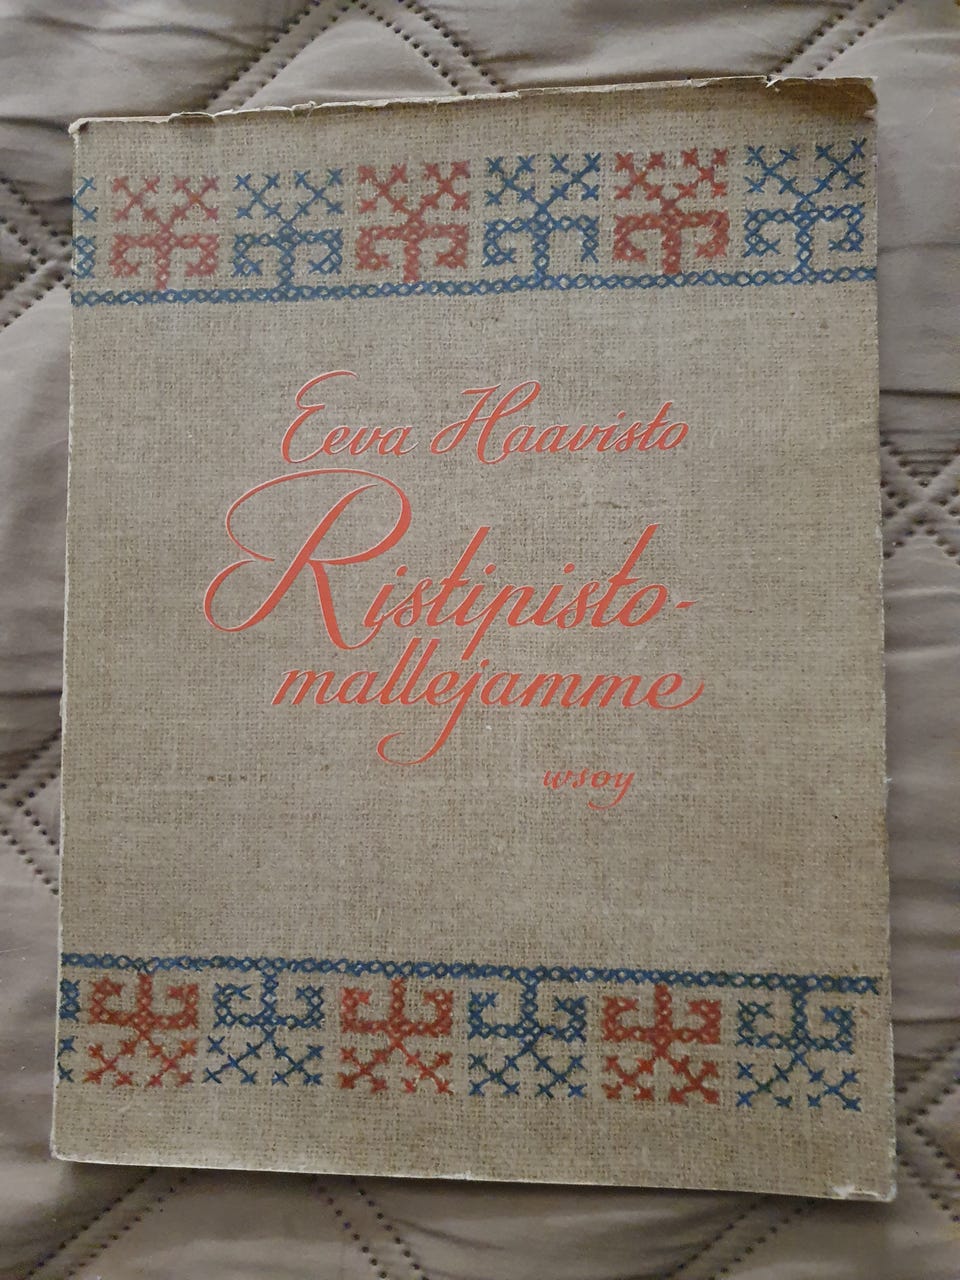 Eeva Haavisto
Ristipisto-
mallejamme
wsoy